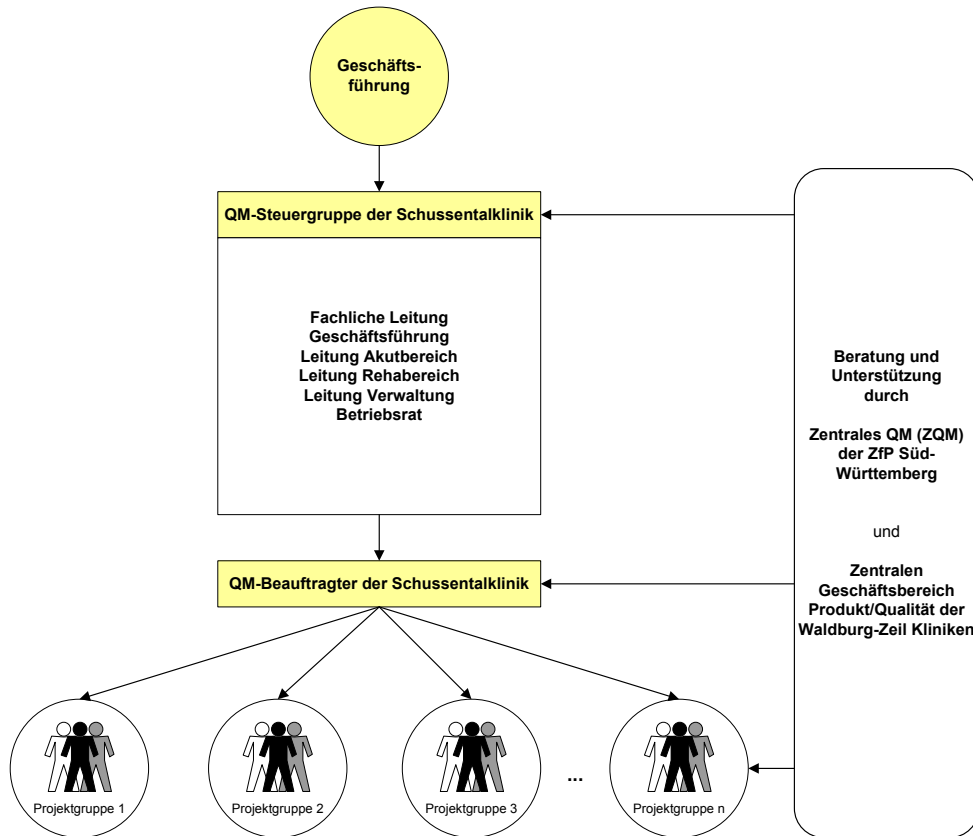 Geschäfts-
führung
QM-Steuergruppe der Schussentalklinik
Fachliche Leitung
Geschäftsführung
Leitung Akutbereich
Leitung Rehabereich
Leitung Verwaltung
Betriebsrat
QM-Beauftragter der Schussentalklinik
Projektgruppe 1
Projektgruppe 2
Projektgruppe 3
...
Projektgruppe n
Beratung und
Unterstützung
durch
Zentrales QM (ZQM)
der ZfP Süd-
Württemberg
und
Zentralen
Geschäftsbereich
Produkt/Qualität der
Waldburg-Zeil Kliniken